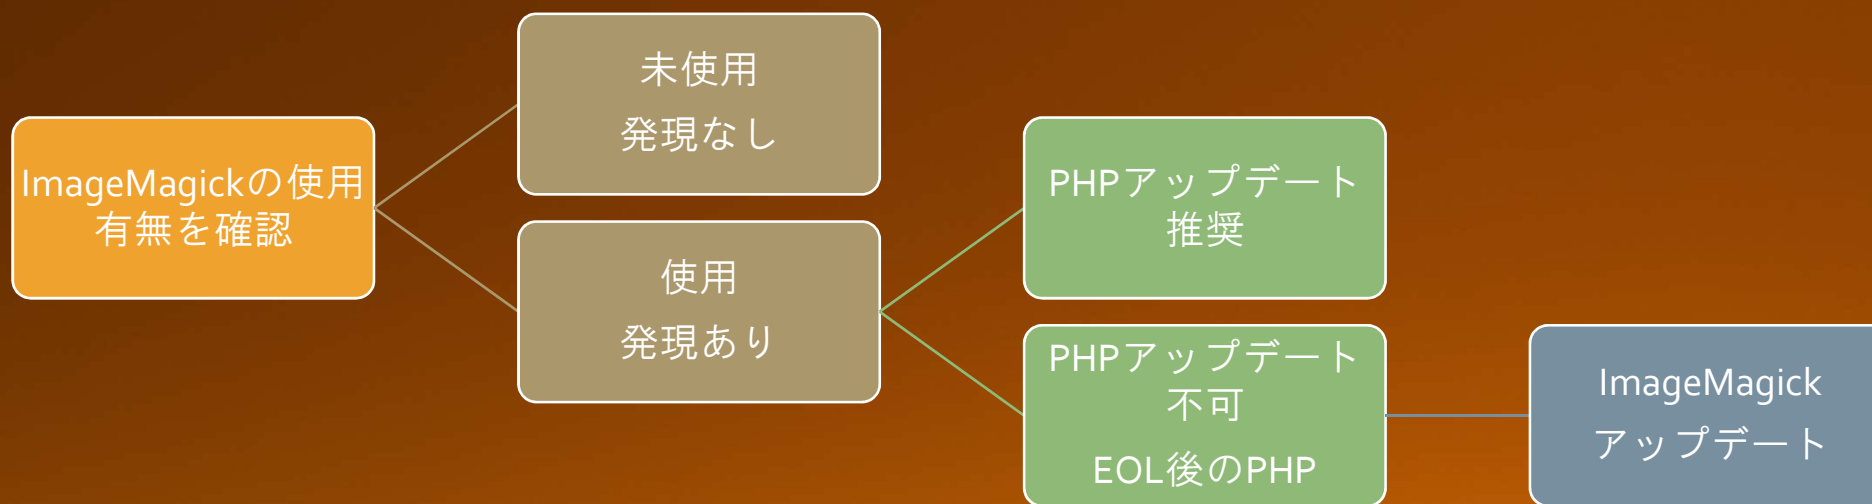 ImageMagickの使用
有無を確認
未使用
発現なし
使用
発現あり
PHPアップデート
推奨
PHPアップデート
不可
EOL後のPHP
ImageMagick
アップデート